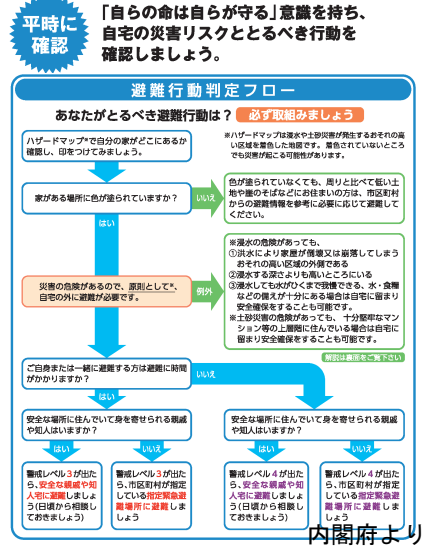 平時に
確認
「自らの命は自らが守る」意識を持ち、
自宅の災害リスクととるべき行動を
確認しましょう。
避難行動判定フロー
あなたがとるべき避難行動は？ 必ず取組みましょう
ハザードマップ※で自分の家がどこにあるか
確認し、印をつけてみましょう。
※ハザードマップは浸水や土砂災害が発生するおそれの高
い区域を着色した地図です。着色されていないところ
でも災害が起こる可能性があります。
家がある場所に色が塗られていますか？
いいえ
色が塗られていなくても、周りと比べて低い土
地や崖のそばなどにお住まいの方は、市区町村
からの避難情報を参考に必要に応じて避難して
ください。
はい
災害の危険があるので、原則として※、
自宅の外に避難が必要です。
例外
※浸水の危険があっても、
①洪水により家屋が倒壊又は崩落してしまう
おそれの高い区域の外側である
②浸水する深さよりも高いところにいる
③浸水しても水がひくまで我慢できる、水・食糧
などの備えが十分にある場合は自宅に留まり
安全確保をすることも可能です。
※土砂災害の危険があっても、十分堅牢なマン
ション等の上層階に住んでいる場合は自宅に
留まり安全確保をすることも可能です。
解説は裏面をご覧下さい
ご自身または一緒に避難する方は避難に時間
がかかりますか？
いいえ
はい
安全な場所に住んでいて身を寄せられる親戚
や知人はいますか？
安全な場所に住んでいて身を寄せられる親戚
や知人はいますか？
はい
いいえ
はい
いいえ
警戒レベル3が出た
ら、安全な親戚や知
人宅に避難しましょ
う(日頃から相談し
ておきましょう)
警戒レベル3が出た
ら、市区町村が指定
している指定緊急避
難場所に避難しま
しょう
警戒レベル4が出た
ら、安全な親戚や知
人宅に避難しましょ
う(日頃から相談し
ておきましょう)
警戒レベル4が出た
ら、市区町村が指定
している指定緊急避
難場所に避難しま
しょう
内閣府より